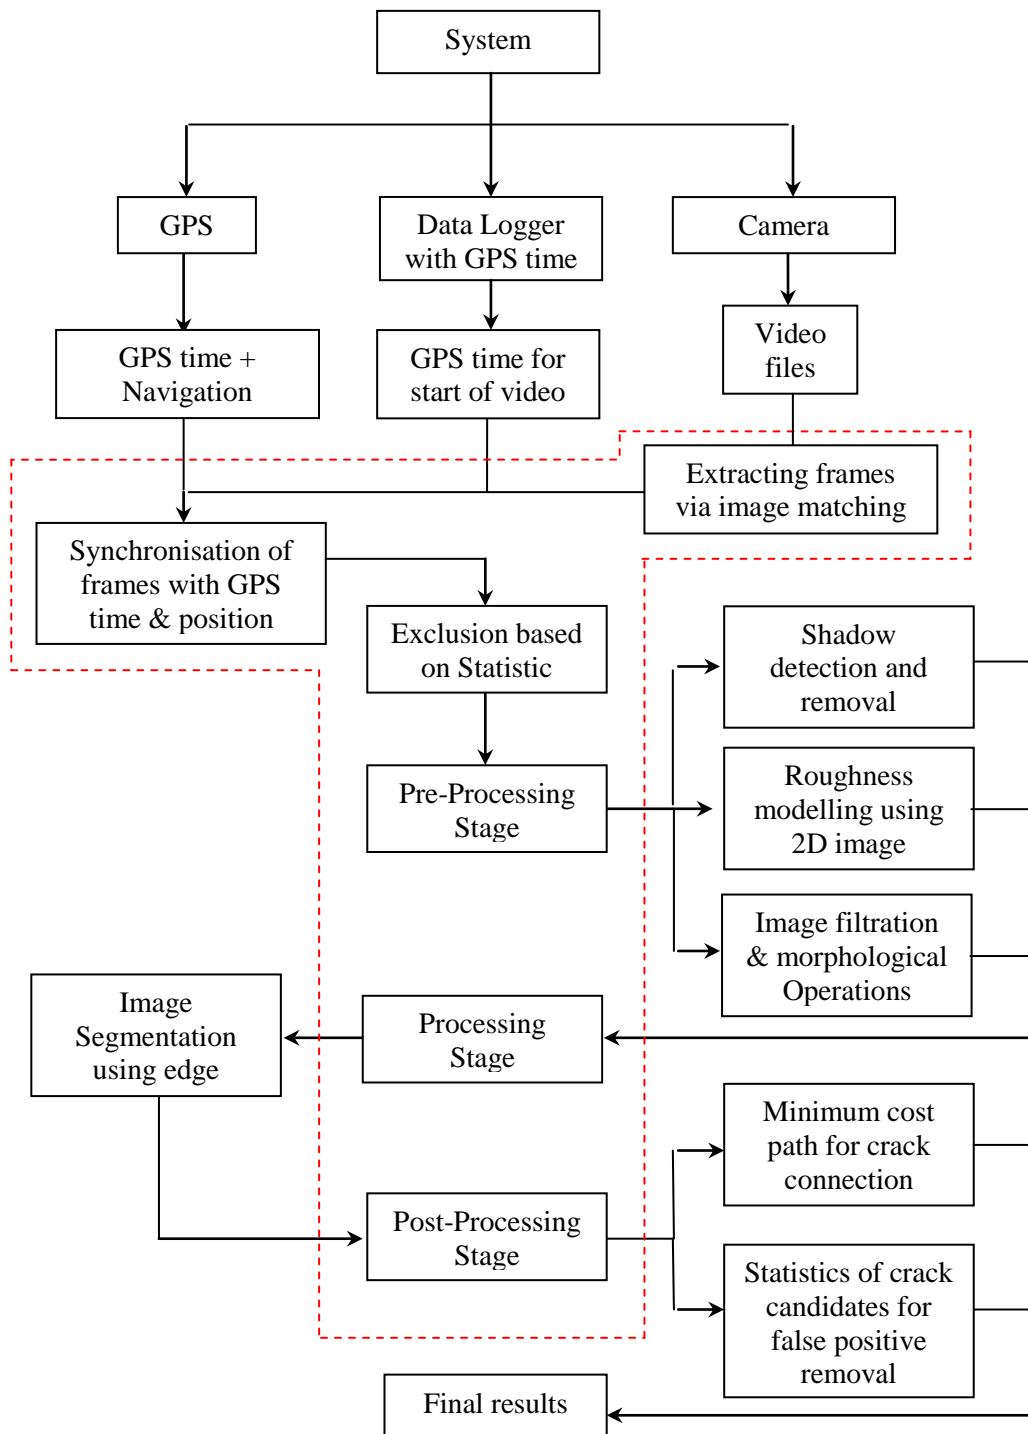 System
GPS
Data Logger
with GPS time
Camera
GPS time +
Navigation
GPS time for
start of video
Video
files
Extracting frames
via image matching
Synchronisation of
frames with GPS
time & position
Exclusion based
on Statistic
Shadow
detection and
removal
Pre-Processing
Stage
Roughness
modelling using
2D image
Image filtration
& morphological
Operations
Image
Segmentation
using edge
Processing
Stage
Minimum cost
path for crack
connection
Post-Processing
Stage
Statistics of crack
candidates for
false positive
removal
Final results